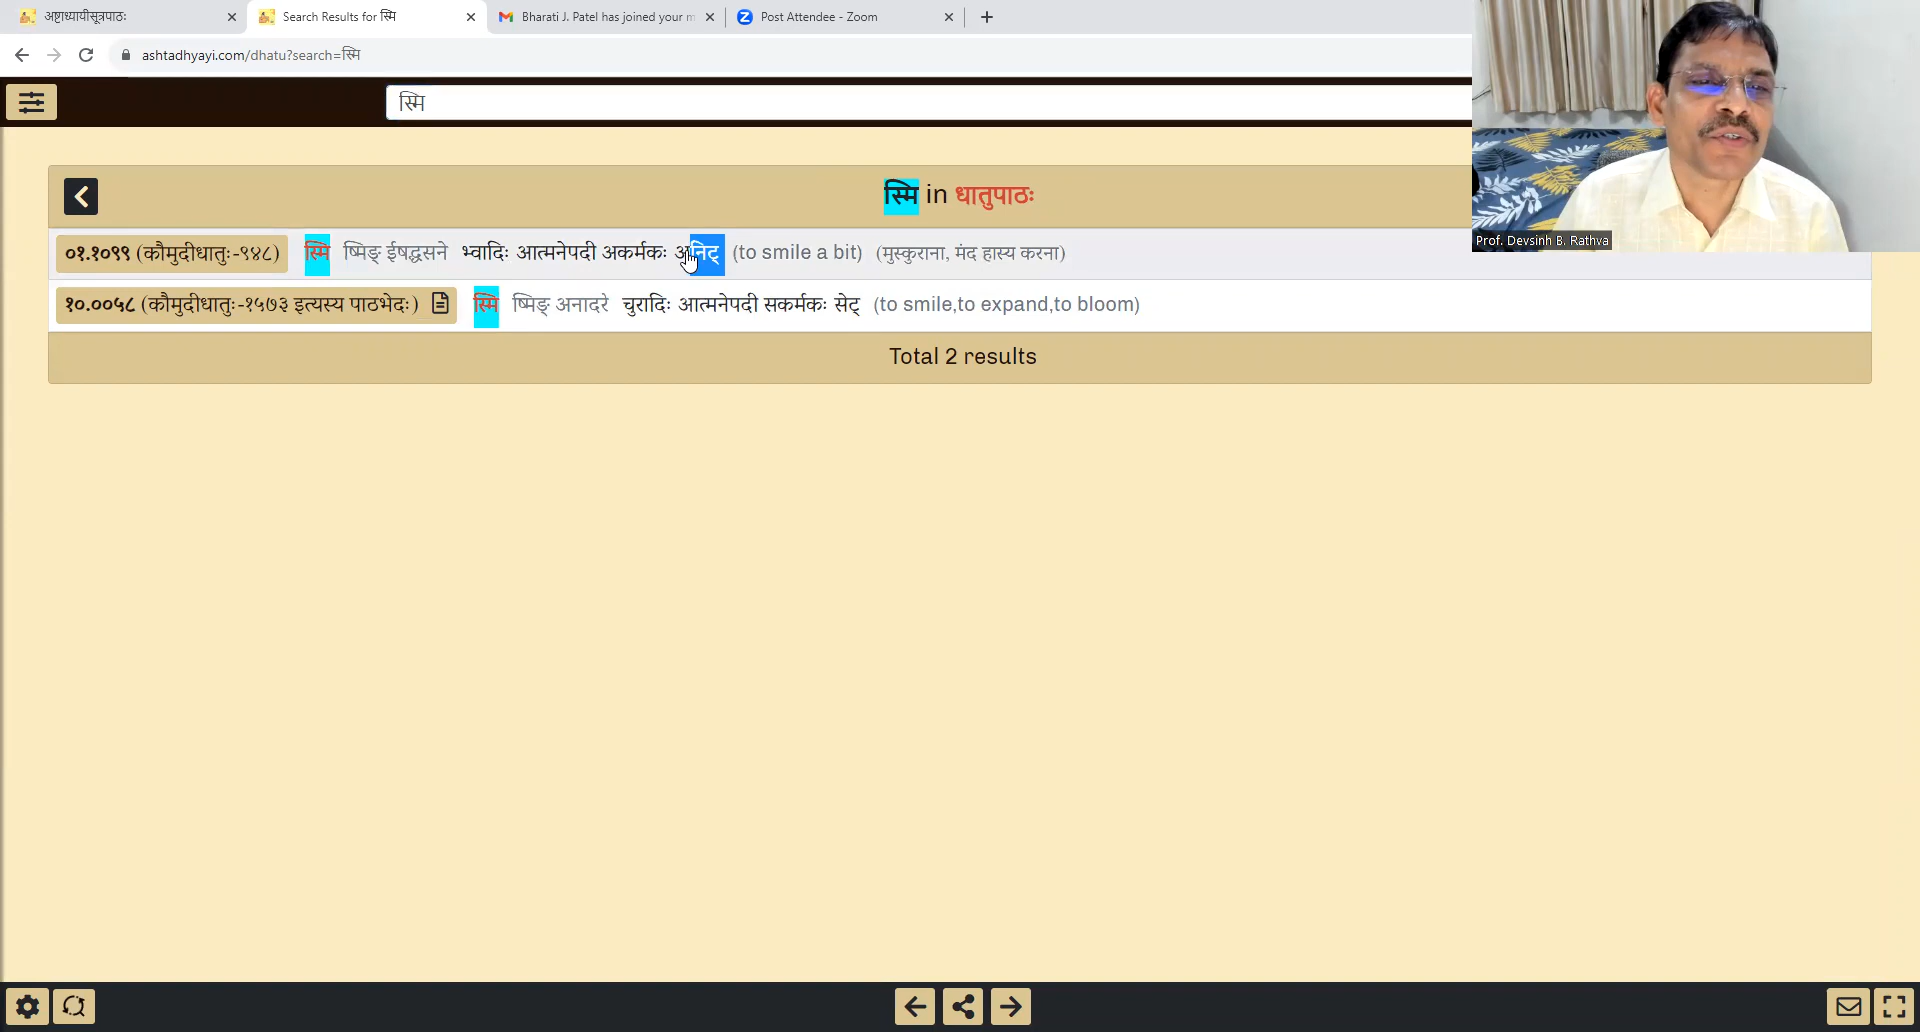 अष्टाध्यायीसूत्रपाठः
Search Results for स्मि
Bharati J. Patel has joined your m
Post Attendee - Zoom
ashtadhyayi.com/dhatu?search=स्मि
स्मि
स्मि in धातुपाठः
०१.१०९९ (कौमुदीधातुः-९४८) स्मि ष्मिङ् ईषद्धसने भ्वादिः आत्मनेपदी अकर्मकः अनिट् (to smile a bit) (मुस्कुराना, मंद हास्य करना)
१०.००५८ (कौमुदीधातुः-१५७३ इत्यस्य पाठभेदः) स्मि ष्मिङ् अनादरे चुरादिः आत्मनेपदी सकर्मकः सेट् (to smile,to expand,to bloom)
Total 2 results
Prof. Devsinh B. Rathva